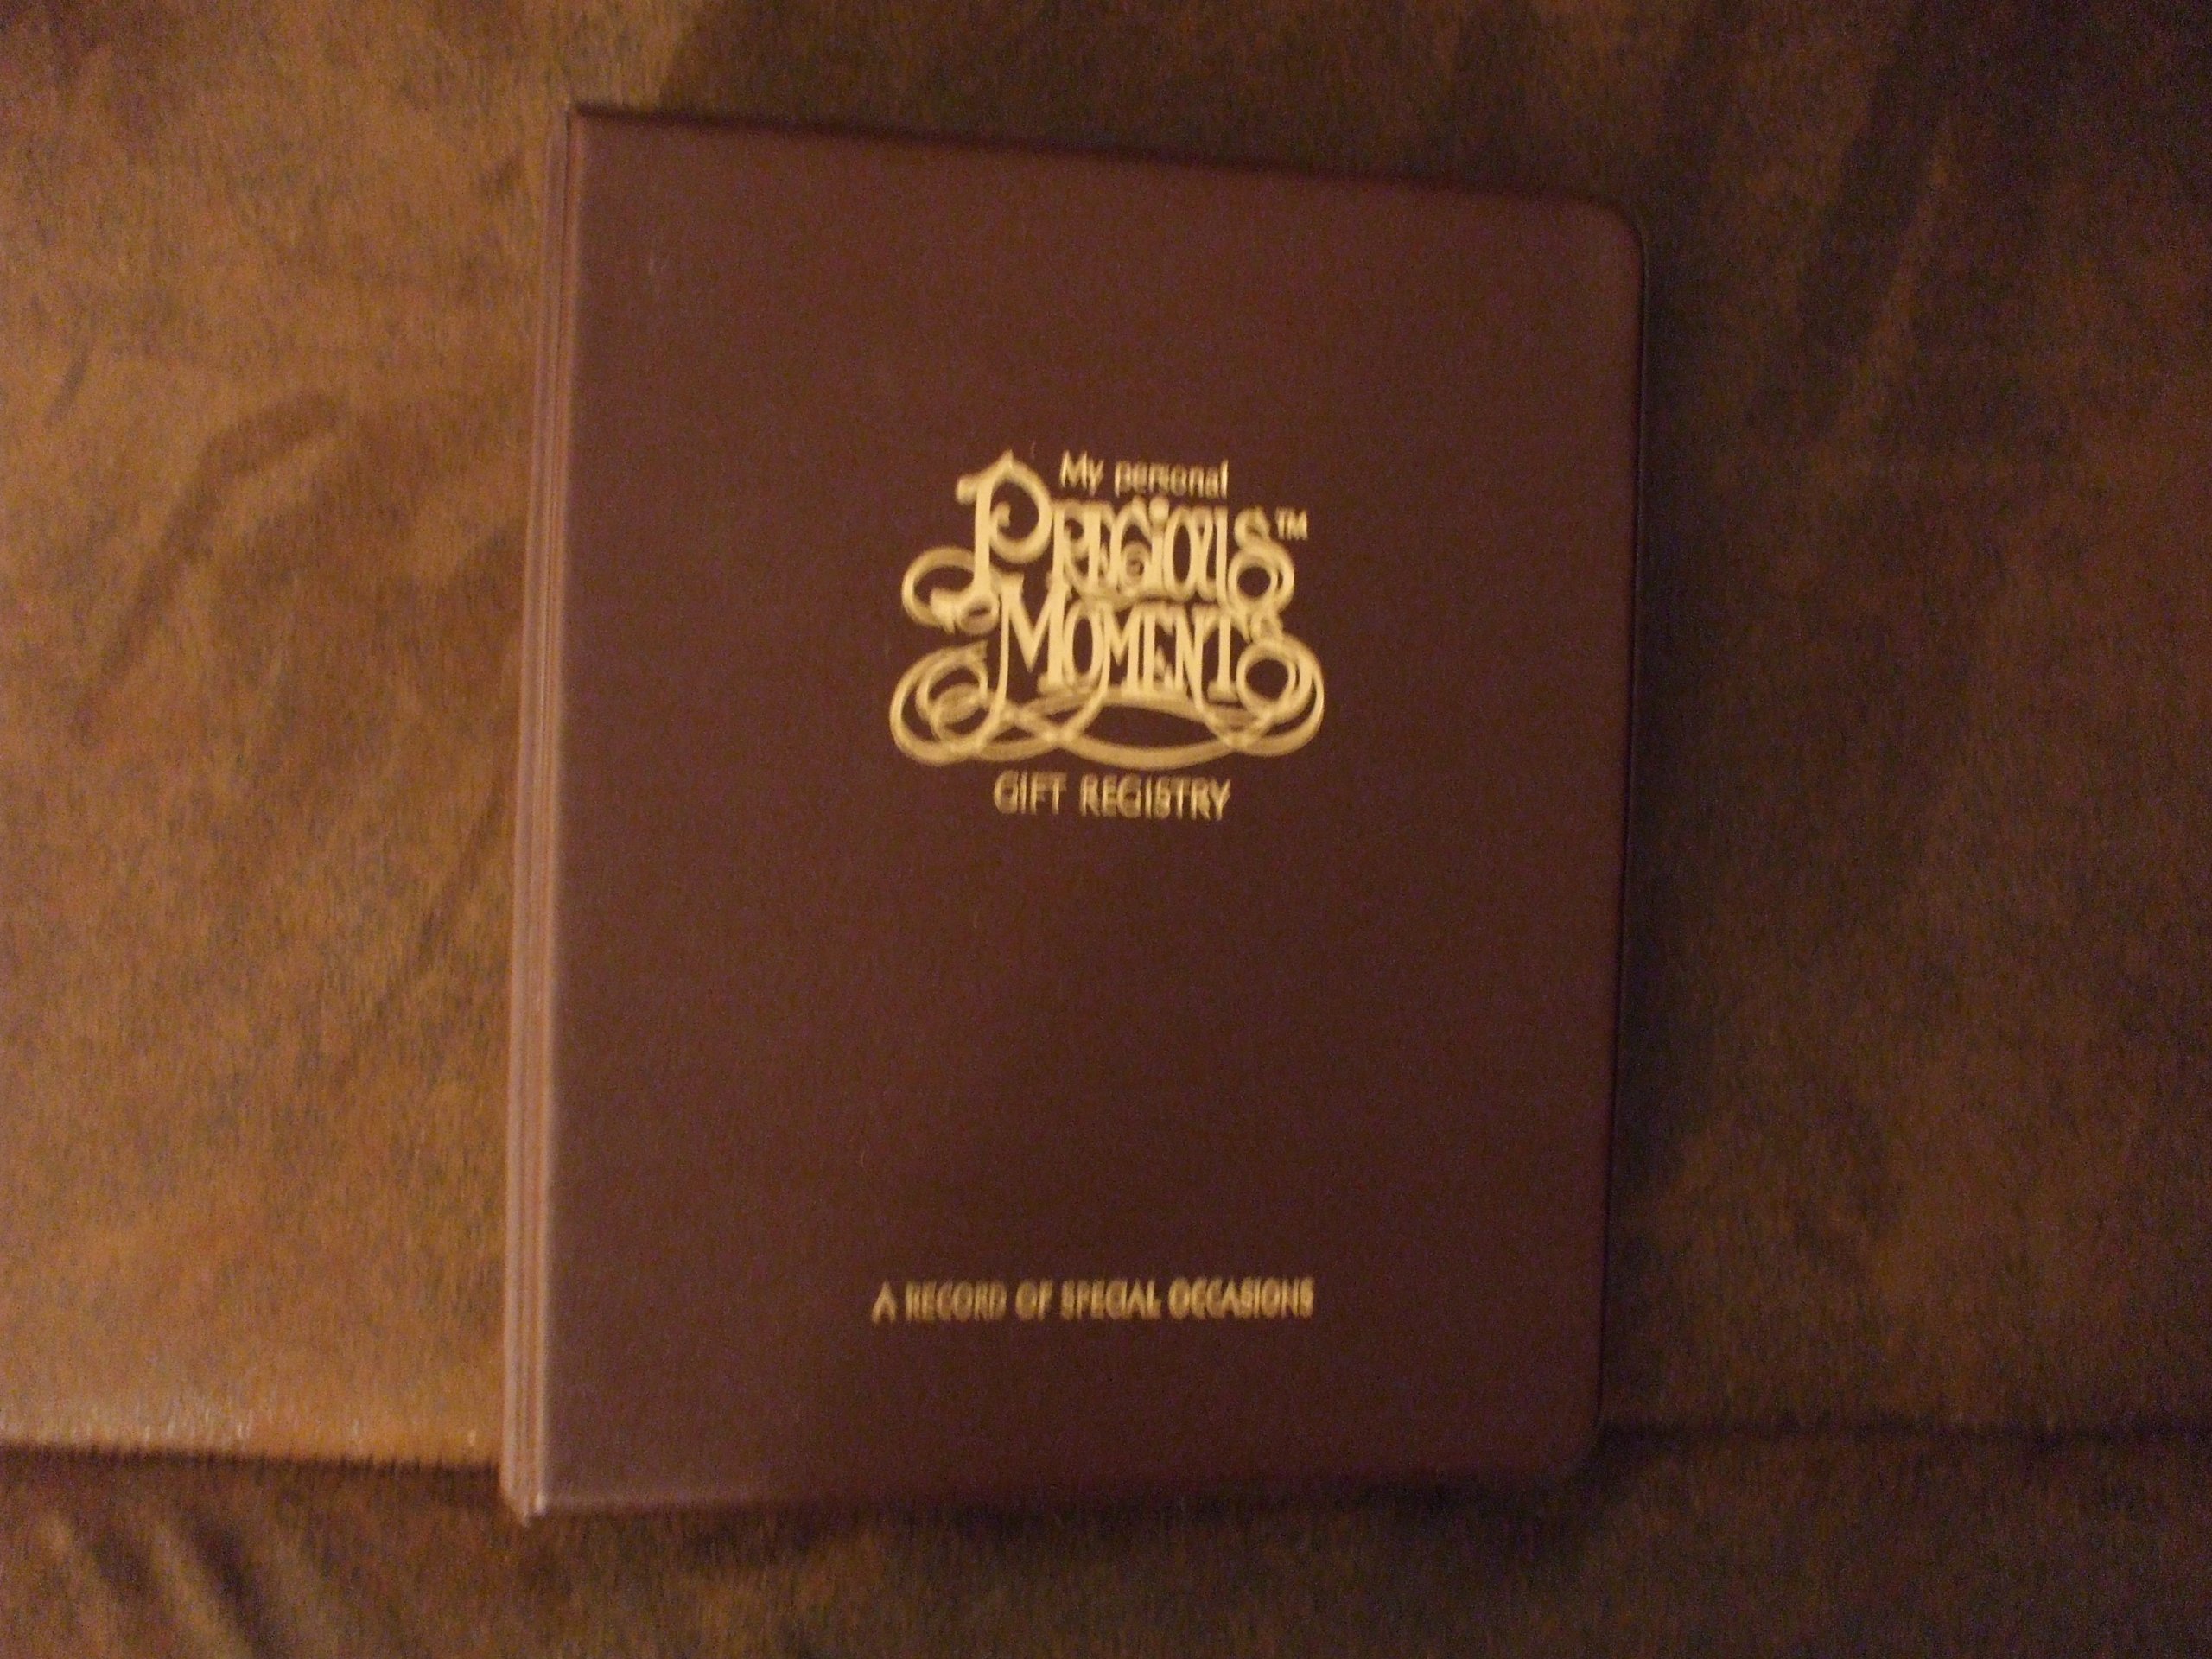 My personal
PRECIOUS™
MOMENTS
GIFT REGISTRY
A RECORD OF SPECIAL OCCASIONS